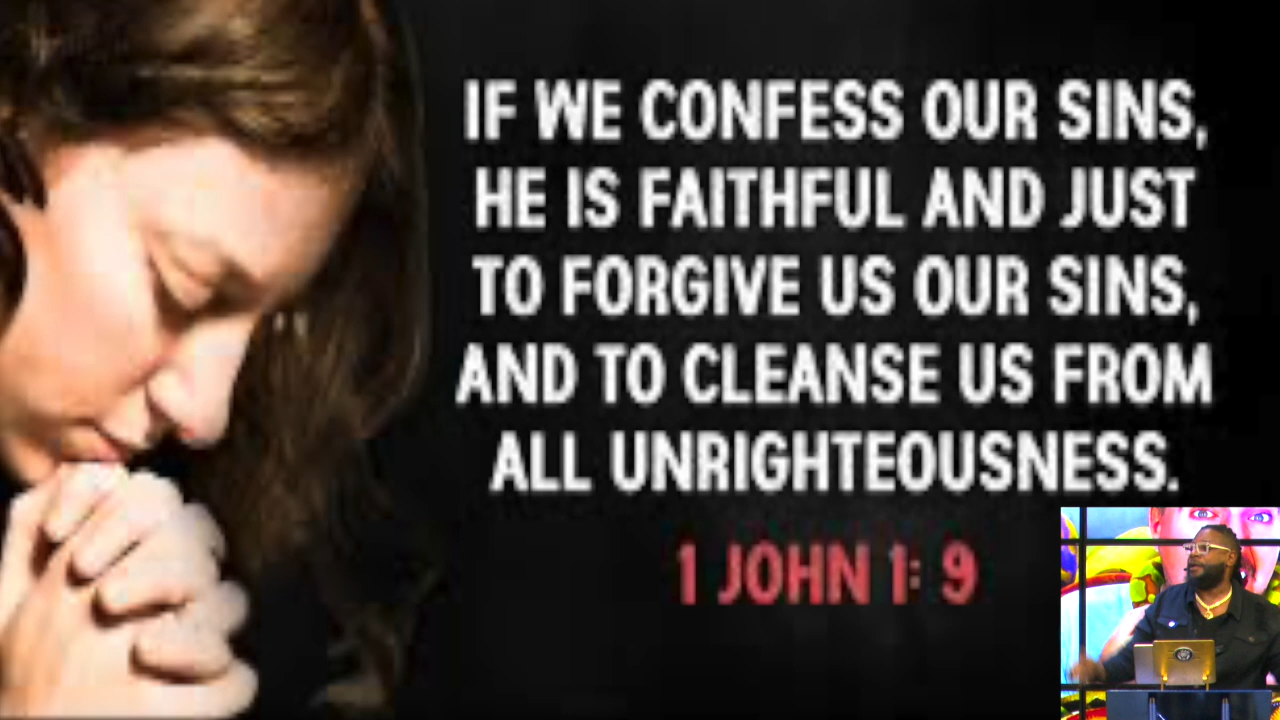 IF WE CONFESS OUR SINS,
HE IS FAITHFUL AND JUST
TO FORGIVE US OUR SINS,
AND TO CLEANSE US FROM
ALL UNRIGHTEOUSNESS.
1 JOHN 1: 9